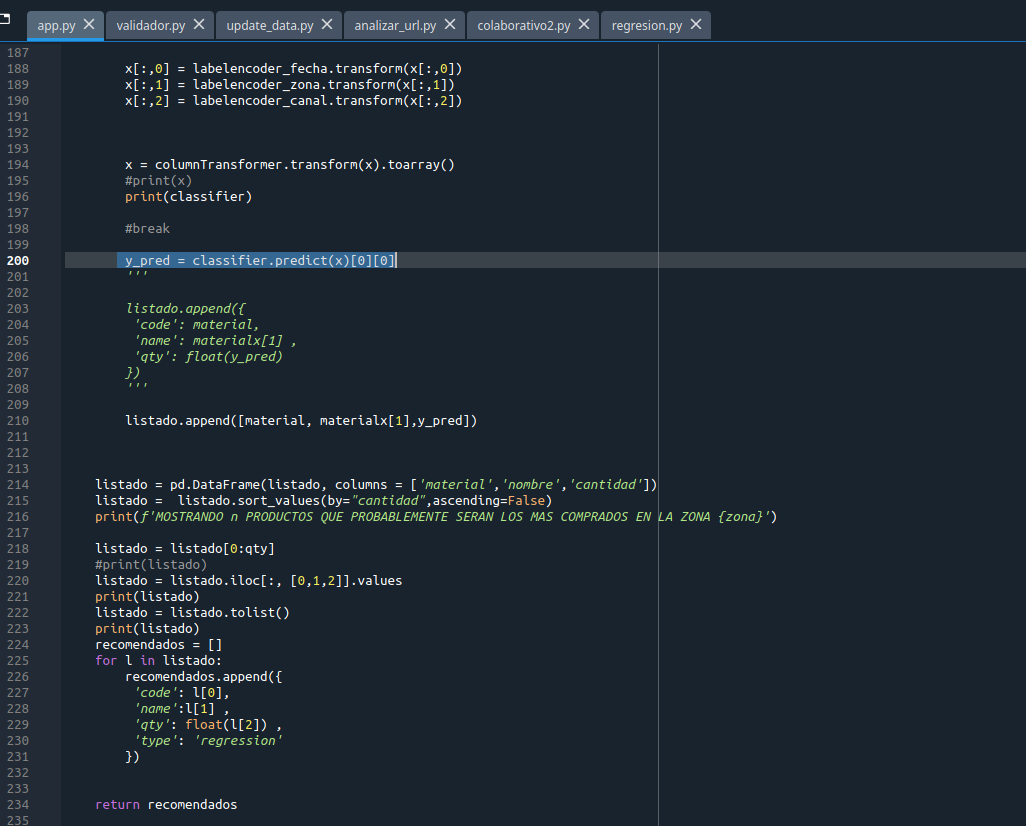 app.py validador.py update_data.py analizar_url.py colaborativo2.py regresion.py
187
188 x[:,0] = labelencoder_fecha.transform(x[:,0])
189 x[:,1] = labelencoder_zona.transform(x[:,1])
190 x[:,2] = labelencoder_canal.transform(x[:,2])
191
192
193
194 x = columnTransformer.transform(x).toarray()
195 #print(x)
196 print(classifier)
197
198 #break
199
200 y_pred = classifier.predict(x)[0][0]
201 '''
202
203 listado.append({
204 'code': material,
205 'name': materialx[1] ,
206 'qty': float(y_pred)
207 })
208 '''
209
210 listado.append([material, materialx[1],y_pred])
211
212
213
214 listado = pd.DataFrame(listado, columns = ['material','nombre','cantidad'])
215 listado =  listado.sort_values(by="cantidad",ascending=False)
216 print(f'MOSTRANDO n PRODUCTOS QUE PROBABLEMENTE SERAN LOS MAS COMPRADOS EN LA ZONA {zona}')
217
218 listado = listado[0:qty]
219 #print(listado)
220 listado = listado.iloc[:, [0,1,2]].values
221 print(listado)
222 listado = listado.tolist()
223 print(listado)
224 recomendados = []
225 for l in listado:
226 recomendados.append({
227 'code': l[0],
228 'name':l[1] ,
229 'qty': float(l[2]) ,
230 'type': 'regression'
231 })
232
233
234 return recomendados
235